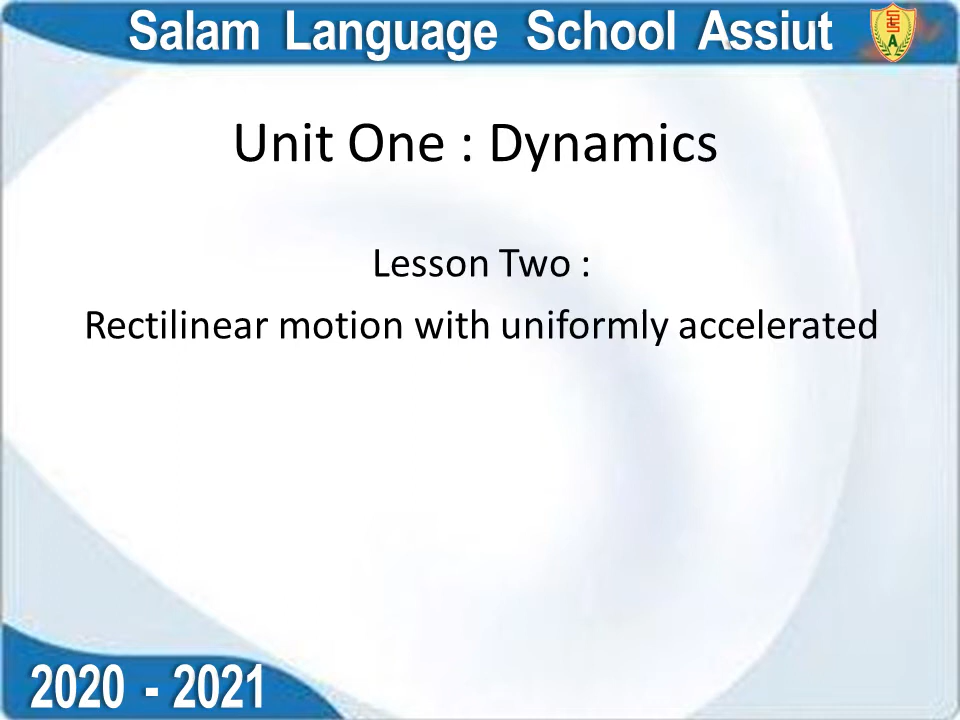 Salam Language School Assiut
Unit One : Dynamics
Lesson Two :
Rectilinear motion with uniformly accelerated
2020 - 2021